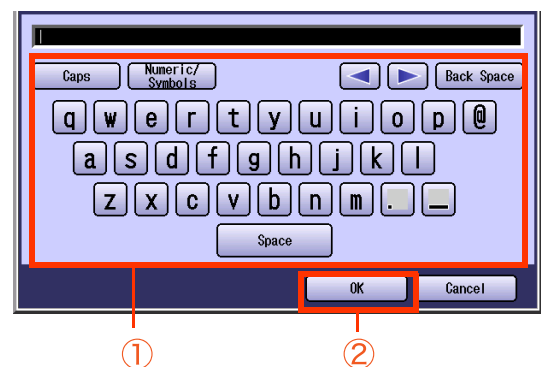 Caps Numeric/ Back Space
Symbols
q w e r t y u i o p @
a s d f g h j k l
z x c v b n m . _
Space
OK Cancel
① ②